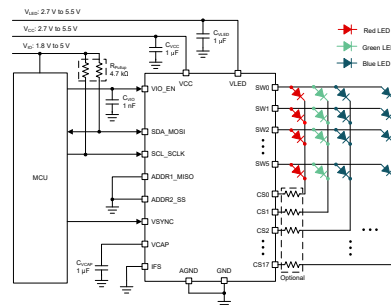 VLED: 2.7 V to 5.5 V
VCC: 2.7 V to 5.5 V
VIO: 1.8 V to 5 V
CVLED
1 µF
CVCC
1 µF
RPullup
4.7 kΩ
Red LED
Green LE
Blue LED
VCC
VLED
MCU
VIO_EN
CVIO
1 nF
SDA_MOSI
SCL_SCLK
ADDR1_MISO
ADDR2_SS
VSYNC
CVCAP
1 µF
VCAP
IFS
AGND
GND
SW0
SW1
SW2
SW5
CS0
CS1
CS2
CS17
Optional